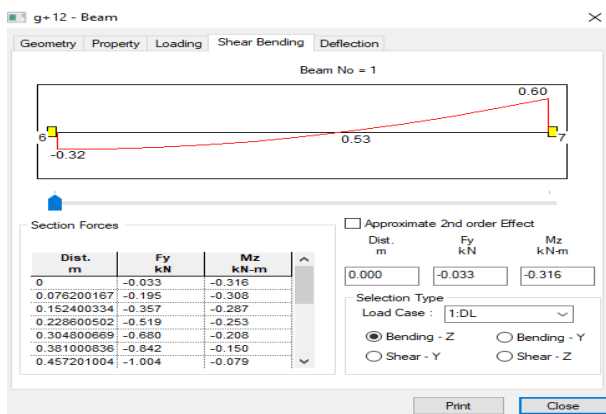 g+12 - Beam
Geometry Property Loading Shear Bending Deflection
Beam No = 1
0.60
6
0.53
7
-0.32
Section Forces
Dist. m Fy kN Mz kN-m
0 -0.033 -0.316
0.076200167 -0.195 -0.308
0.152400334 -0.357 -0.287
0.228600502 -0.519 -0.253
0.304800669 -0.680 -0.208
0.381000836 -0.842 -0.150
0.457201004 -1.004 -0.079
Approximate 2nd order Effect
Dist. m Fy kN Mz kN-m
0.000 -0.033 -0.316
Selection Type
Load Case : 1:DL
Bending - Z Bending - Y
Shear - Y Shear - Z
Print Close